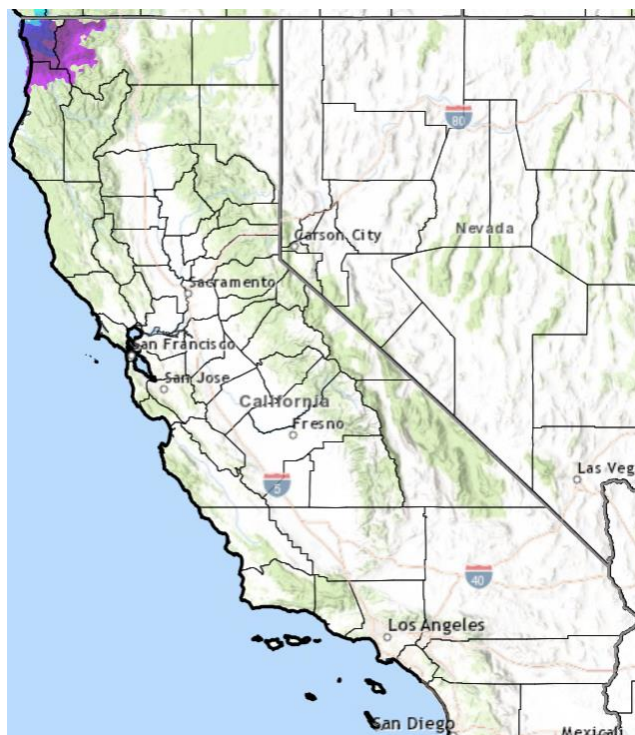 80
Nevada
Carson City
Sacramento
San Francisco
San Jose
California
Fresno
Las Veg
5
40
Los Angeles
San Diego
Mexicali